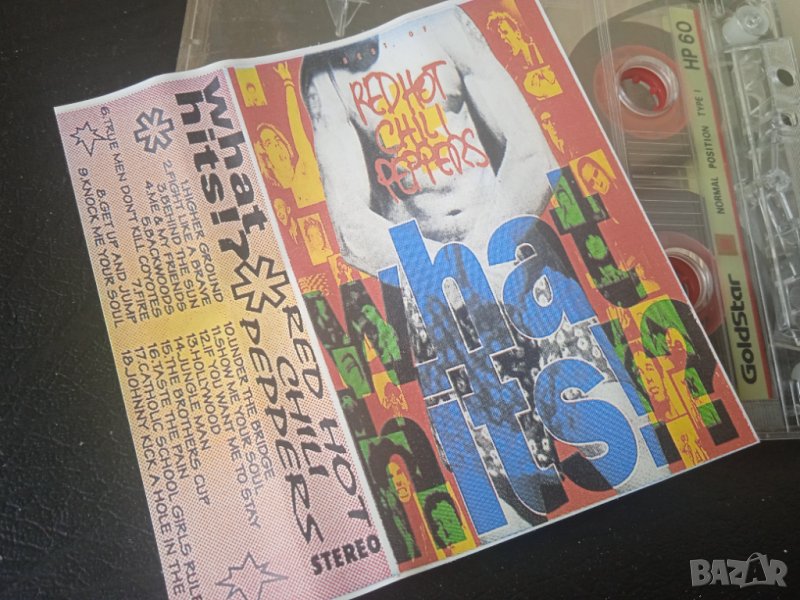 BEST OF
RED HOT
CHILI
PEPPERS
what
hits!?
what
hits!?
RED HOT
CHILI
PEPPERS
STEREO
1.HIGHER GROUND
2.FIGHT LIKE A BRAVE
3.BEHIND THE SUN
4.ME & MY FRIENDS
5.BACKWOODS
6.TRUE MEN DON'T KILL COYOTES
7.FIRE
8.GET UP AND JUMP
9.KNOCK ME YOUR SOUL
10.UNDER THE BRIDGE
11.SHOW ME YOUR SOUL
12.IF YOU WANT ME TO STAY
13.HOLLYWOOD
14.JUNGLE MAN
15.THE BROTHERS CUP
16.TASTE THE PAIN
17.CATHOLIC SCHOOL GIRLS RULE
18.JOHNNY KICK A HOLE IN THE
GoldStar
NORMAL POSITION TYPE I
HP 60
BAZAR